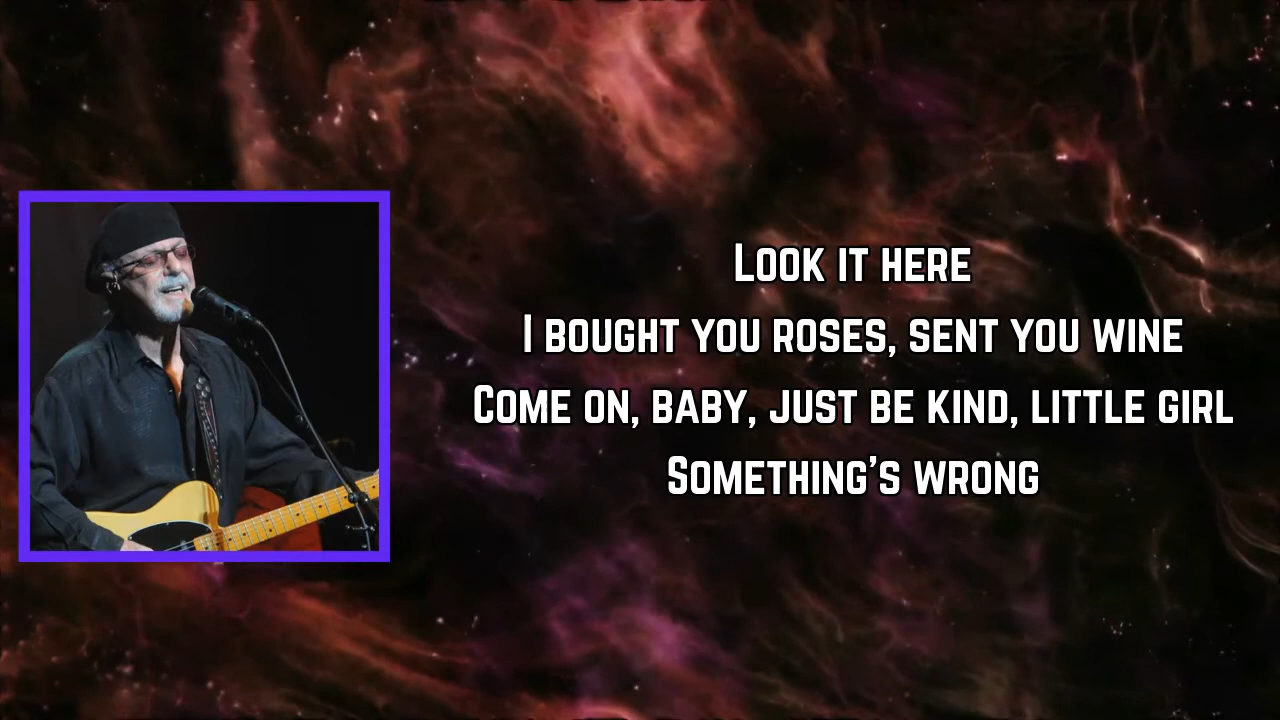 Look it here
I bought you roses, sent you wine
Come on, baby, just be kind, little girl
Something's wrong